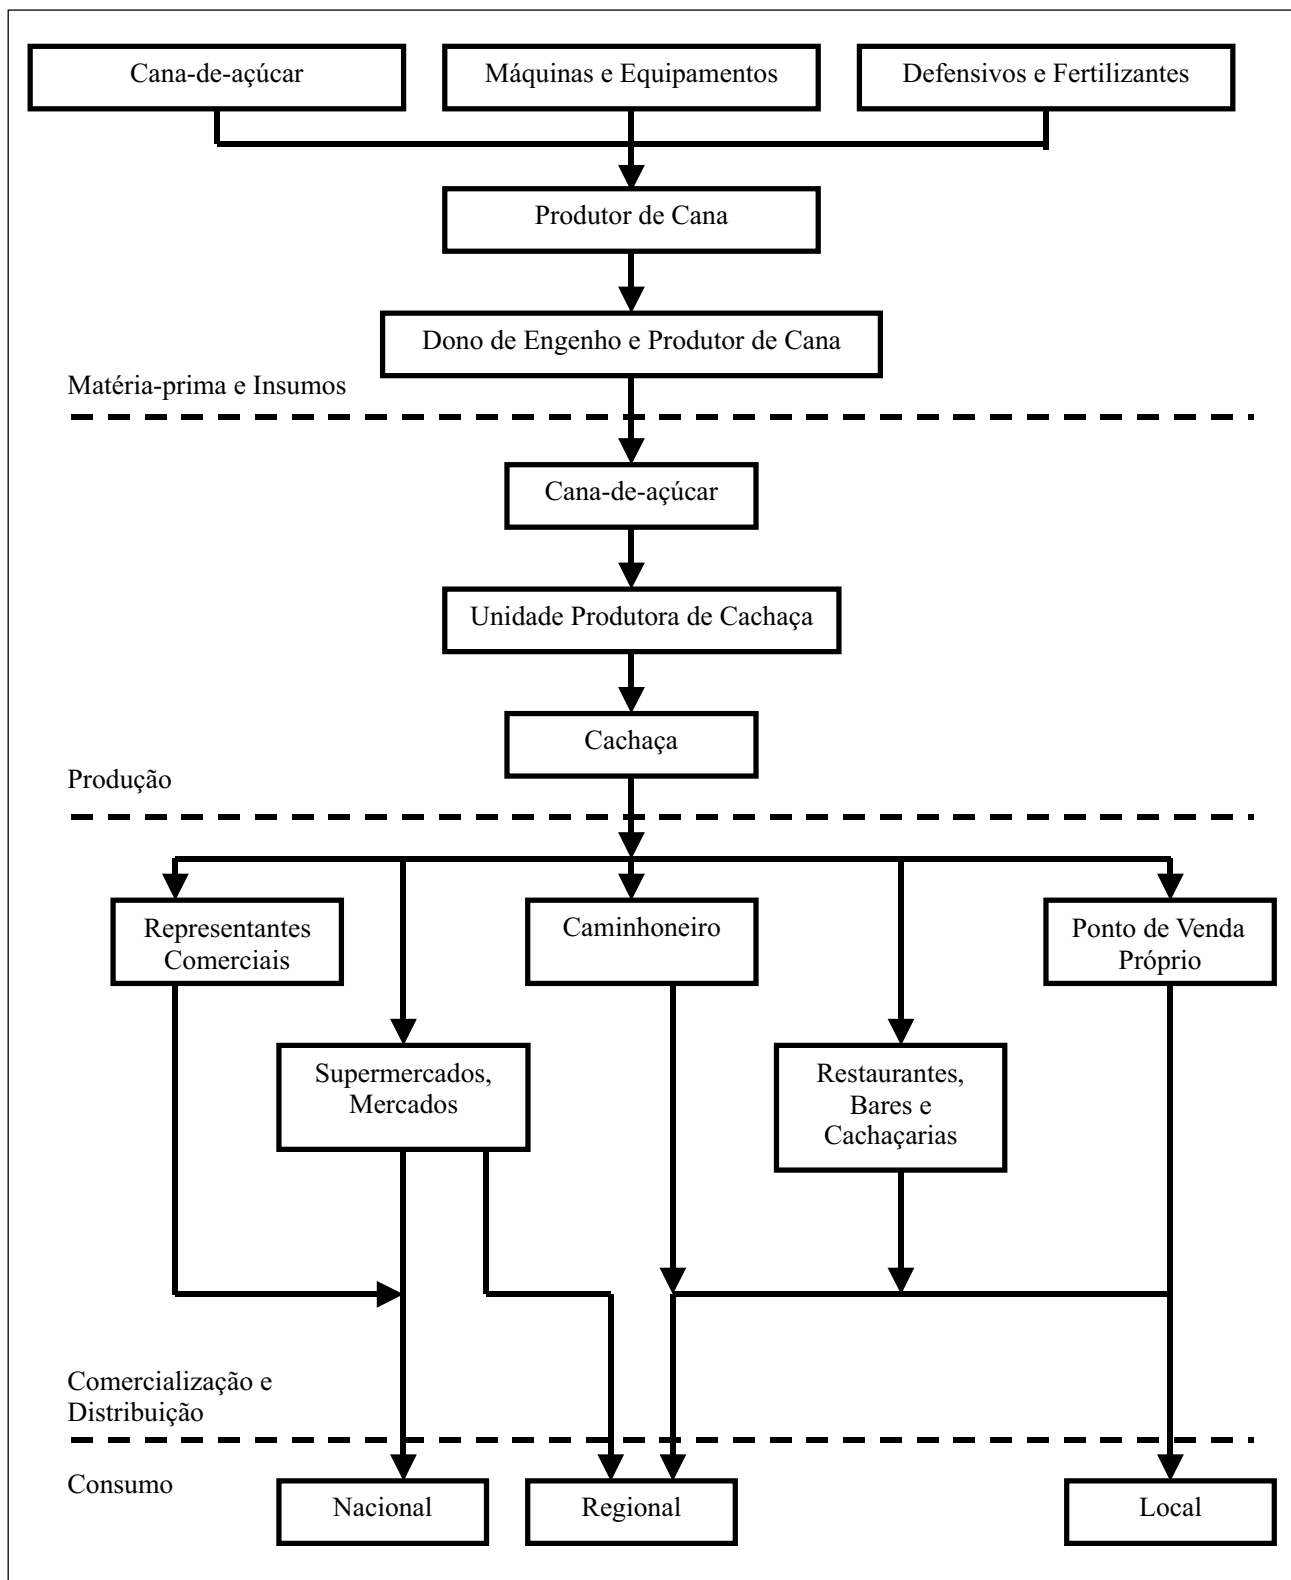 Cana-de-açúcar
Máquinas e Equipamentos
Defensivos e Fertilizantes
Produtor de Cana
Dono de Engenho e Produtor de Cana
Matéria-prima e Insumos
Cana-de-açúcar
Unidade Produtora de Cachaça
Cachaça
Produção
Representantes
Comerciais
Caminhoneiro
Ponto de Venda
Próprio
Supermercados,
Mercados
Restaurantes,
Bares e
Cachaçarias
Comercialização e
Distribuição
Consumo
Nacional
Regional
Local